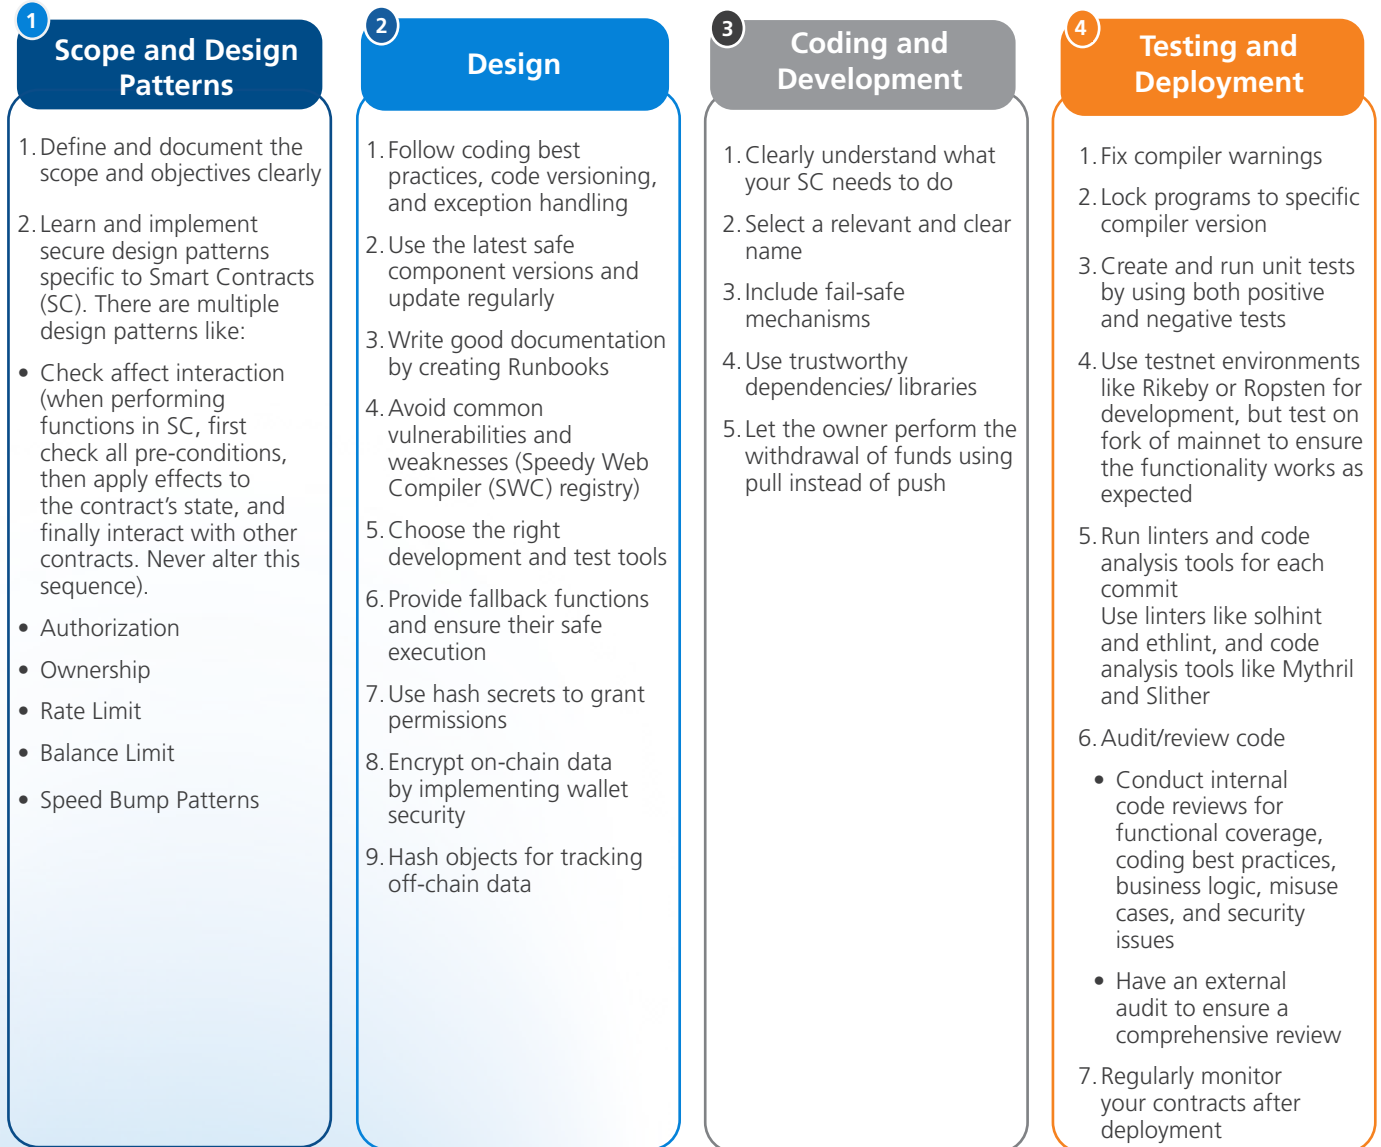 1
Scope and Design
Patterns
1. Define and document the
scope and objectives clearly
2. Learn and implement
secure design patterns
specific to Smart Contracts
(SC). There are multiple
design patterns like:
• Check affect interaction
(when performing
functions in SC, first
check all pre-conditions,
then apply effects to
the contract's state, and
finally interact with other
contracts. Never alter this
sequence).
• Authorization
• Ownership
• Rate Limit
• Balance Limit
• Speed Bump Patterns
2
Design
1. Follow coding best
practices, code versioning,
and exception handling
2. Use the latest safe
component versions and
update regularly
3. Write good documentation
by creating Runbooks
4. Avoid common
vulnerabilities and
weaknesses (Speedy Web
Compiler (SWC) registry)
5. Choose the right
development and test tools
6. Provide fallback functions
and ensure their safe
execution
7. Use hash secrets to grant
permissions
8. Encrypt on-chain data
by implementing wallet
security
9. Hash objects for tracking
off-chain data
3
Coding and
Development
1. Clearly understand what
your SC needs to do
2. Select a relevant and clear
name
3. Include fail-safe
mechanisms
4. Use trustworthy
dependencies/ libraries
5. Let the owner perform the
withdrawal of funds using
pull instead of push
4
Testing and
Deployment
1. Fix compiler warnings
2. Lock programs to specific
compiler version
3. Create and run unit tests
by using both positive
and negative tests
4. Use testnet environments
like Rikeby or Ropsten for
development, but test on
fork of mainnet to ensure
the functionality works as
expected
5. Run linters and code
analysis tools for each
commit
Use linters like solhint
and ethlint, and code
analysis tools like Mythril
and Slither
6. Audit/review code
• Conduct internal
code reviews for
functional coverage,
coding best practices,
business logic, misuse
cases, and security
issues
• Have an external
audit to ensure a
comprehensive review
7. Regularly monitor
your contracts after
deployment